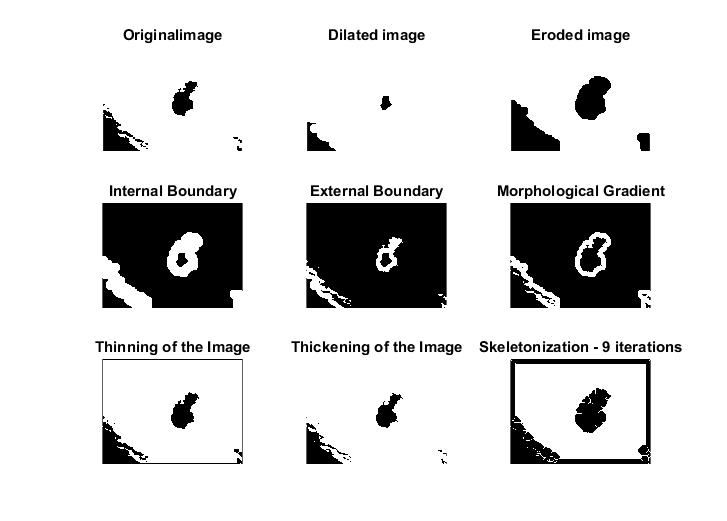 Originalimage
Dilated image
Eroded image
Internal Boundary
External Boundary
Morphological Gradient
Thinning of the Image
Thickening of the Image
Skeletonization - 9 iterations